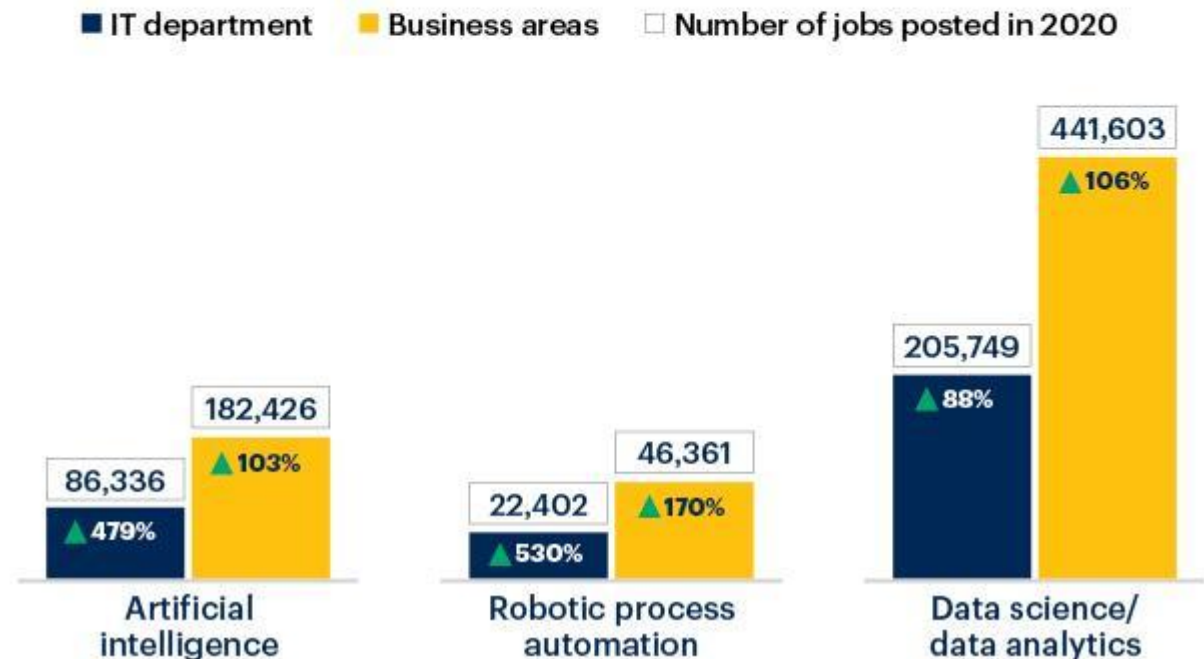 IT department Business areas Number of jobs posted in 2020
441,603
▲106%
205,749
▲88%
182,426
▲103%
86,336
▲479%
46,361
▲170%
22,402
▲530%
Artificial
intelligence
Robotic process
automation
Data science/
data analytics